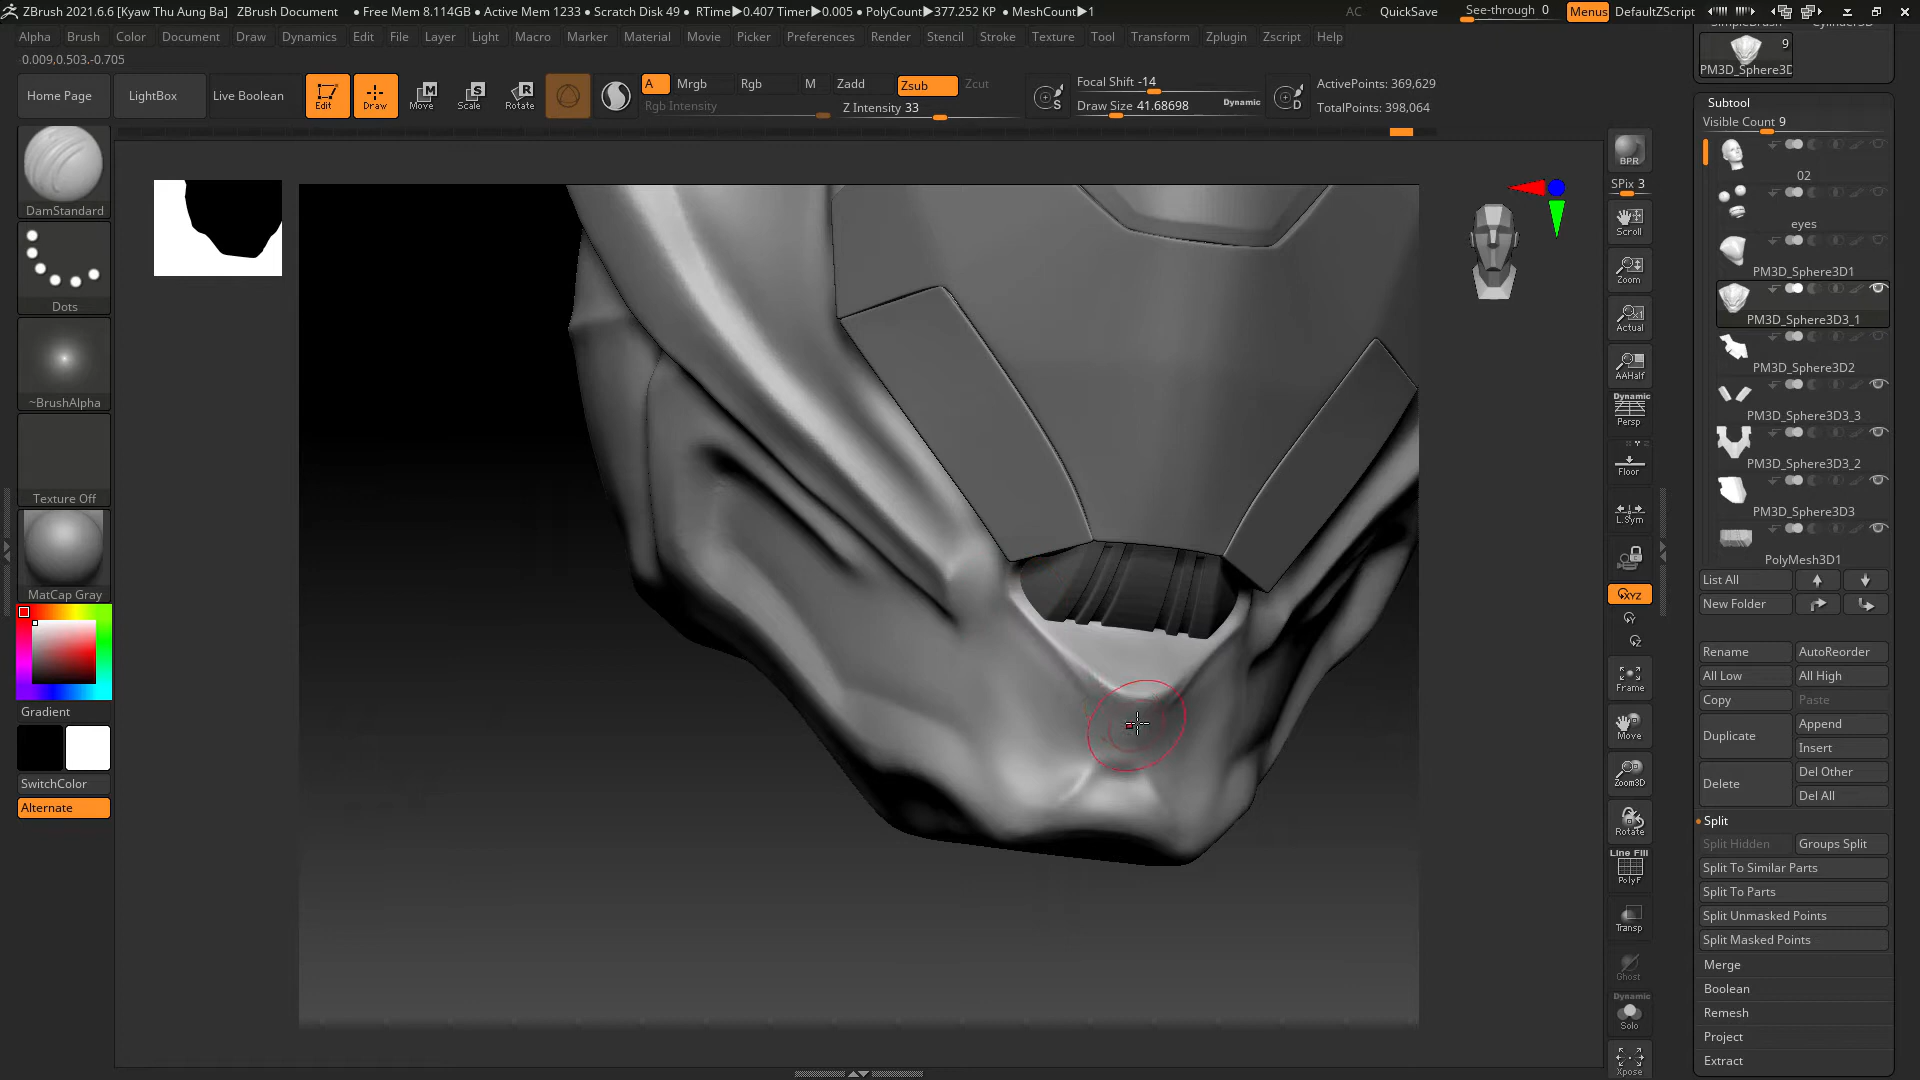 ZBrush 2021.6.6 [Kyaw Thu Aung Ba] ZBrush Document • Free Mem 8.114GB • Active Mem 1233 • Scratch Disk 49 • RTime▶0.407 Timer▶0.005 • PolyCount▶377.252 KP • MeshCount▶1 AC QuickSave See-through 0 Menus DefaultZScript
Alpha Brush Color Document Draw Dynamics Edit File Layer Light Macro Marker Material Movie Picker Preferences Render Stencil Stroke Texture Tool Transform Zplugin Zscript Help
0.009,0.503.-0.705
Home Page LightBox Live Boolean Edit Draw Move Scale Rotate
A Mrgb Rgb M Zadd Zsub Zcut
Rgb Intensity Z Intensity 33
S Focal Shift -14
Draw Size 41.68698 Dynamic D
ActivePoints: 369,629
TotalPoints: 398,064
DamStandard
Dots
~BrushAlpha
Texture Off
MatCap Gray
Gradient
SwitchColor
Alternate
BPR
SPix 3
Scroll
Zoom
Actual
AAHalf
Dynamic
Persp
Floor
L.Sym
XYZ
Y
Z
Frame
Move
Zoom3D
Rotate
Line Fill
PolyF
Transp
Ghost
Dynamic
Solo
Xpose
9
PM3D_Sphere3D
Subtool
Visible Count 9
02
eyes
PM3D_Sphere3D1
PM3D_Sphere3D3_1
PM3D_Sphere3D2
PM3D_Sphere3D3_3
PM3D_Sphere3D3_2
PM3D_Sphere3D3
PolyMesh3D1
List All
New Folder
Rename AutoReorder
All Low All High
Copy Paste
Duplicate Append
Insert
Delete Del Other
Del All
Split
Split Hidden Groups Split
Split To Similar Parts
Split To Parts
Split Unmasked Points
Split Masked Points
Merge
Boolean
Remesh
Project
Extract